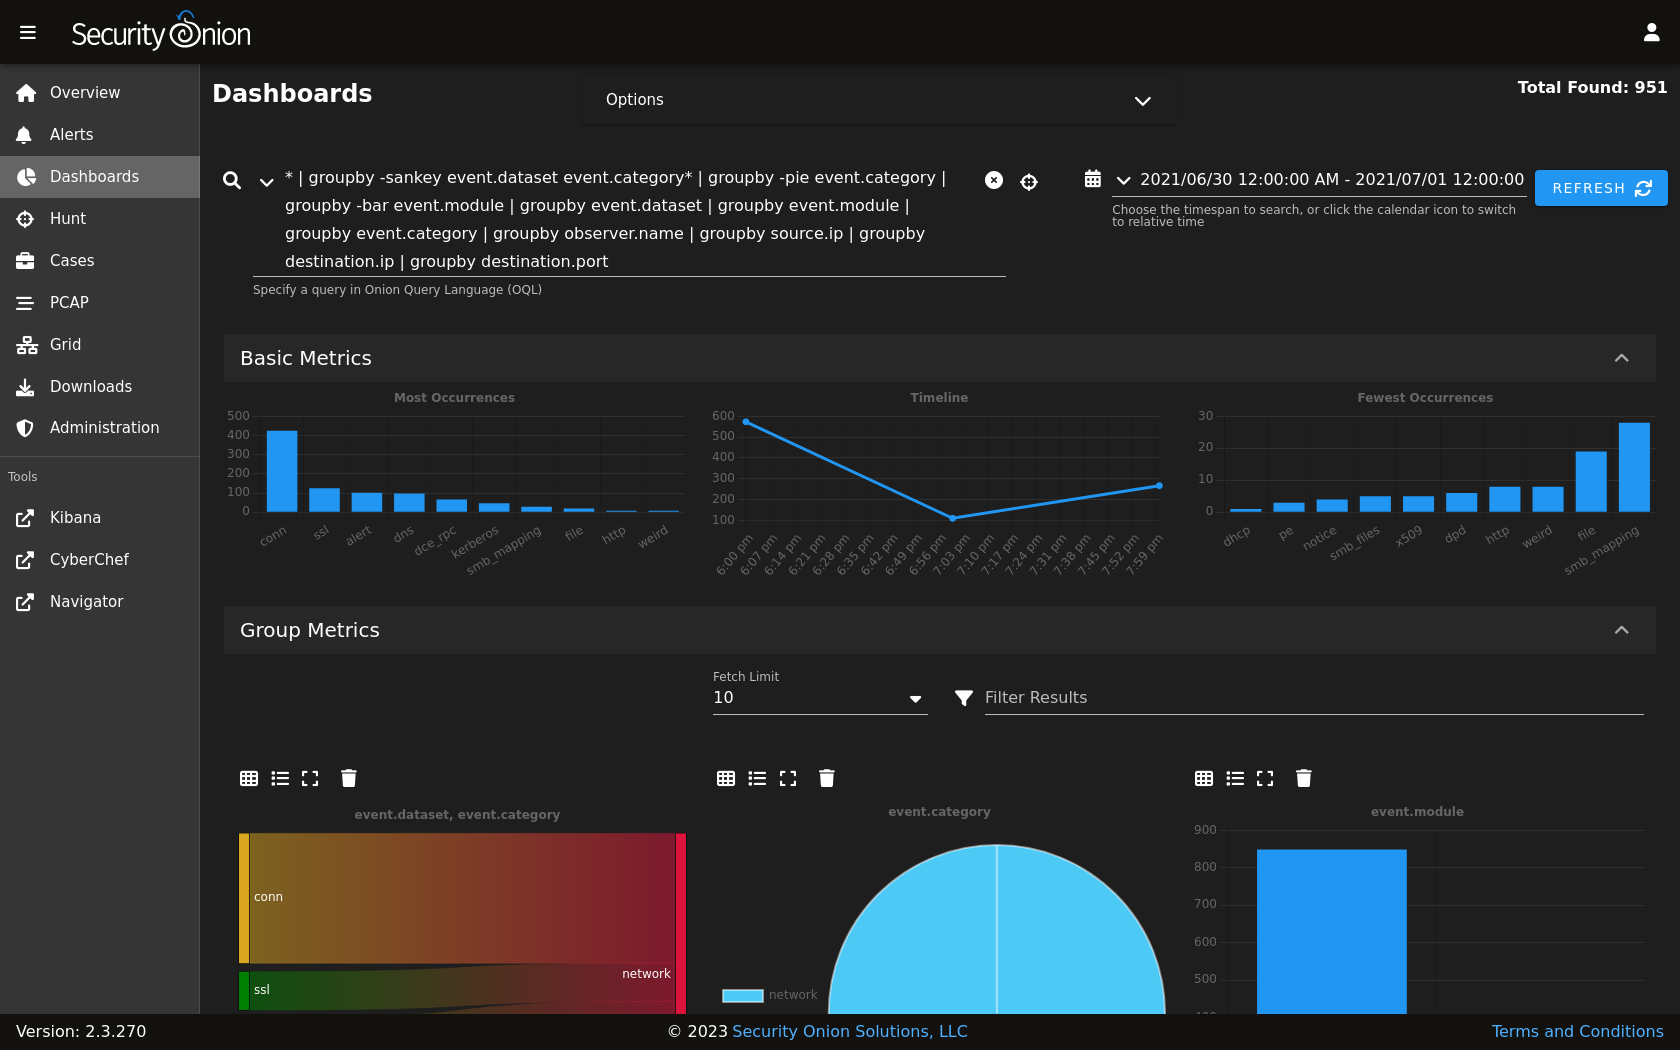 Security Onion
Overview
Alerts
Dashboards
Hunt
Cases
PCAP
Grid
Downloads
Administration
Tools
Kibana
CyberChef
Navigator
Dashboards
Options
Total Found: 951
* | groupby -sankey event.dataset event.category* | groupby -pie event.category |
groupby -bar event.module | groupby event.dataset | groupby event.module |
groupby event.category | groupby observer.name | groupby source.ip | groupby
destination.ip | groupby destination.port
Specify a query in Onion Query Language (OQL)
2021/06/30 12:00:00 AM - 2021/07/01 12:00:00
Choose the timespan to search, or click the calendar icon to switch
to relative time
REFRESH
Basic Metrics
Most Occurrences
500
400
300
200
100
0
conn
ssl
alert
dns
dce_rpc
kerberos
smb_mapping
file
http
weird
Timeline
600
500
400
300
200
100
6:00 pm
6:07 pm
6:14 pm
6:21 pm
6:28 pm
6:35 pm
6:42 pm
6:49 pm
6:56 pm
7:03 pm
7:10 pm
7:17 pm
7:24 pm
7:31 pm
7:38 pm
7:45 pm
7:52 pm
7:59 pm
Fewest Occurrences
30
20
10
0
dhcp
pe
notice
smb_files
x509
dpd
http
weird
file
smb_mapping
Group Metrics
Fetch Limit
10
Filter Results
event.dataset, event.category
conn
ssl
network
event.category
network
event.module
900
800
700
600
500
Version: 2.3.270
© 2023 Security Onion Solutions, LLC
Terms and Conditions